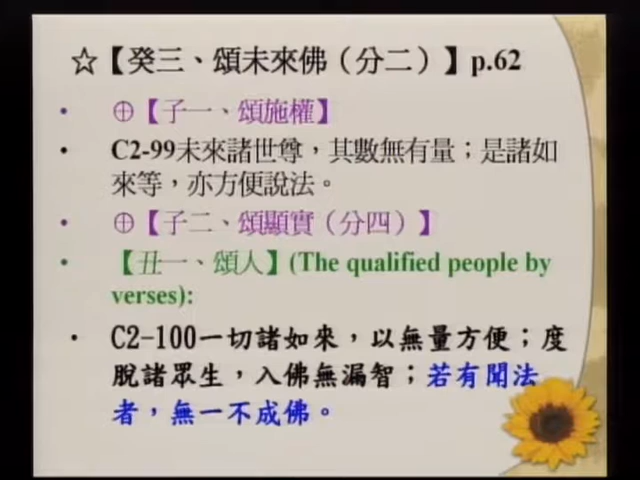 ☆【癸三、頌未來佛（分二）】p.62
• ⊕【子一、頌施權】
• C2-99未來諸世尊，其數無有量；是諸如
來等，亦方便說法。
• ⊕【子二、頌顯實（分四）】
• 【丑一、頌人】(The qualified people by
verses):
• C2-100一切諸如來，以無量方便；度
脫諸眾生，入佛無漏智；若有聞法
者，無一不成佛。